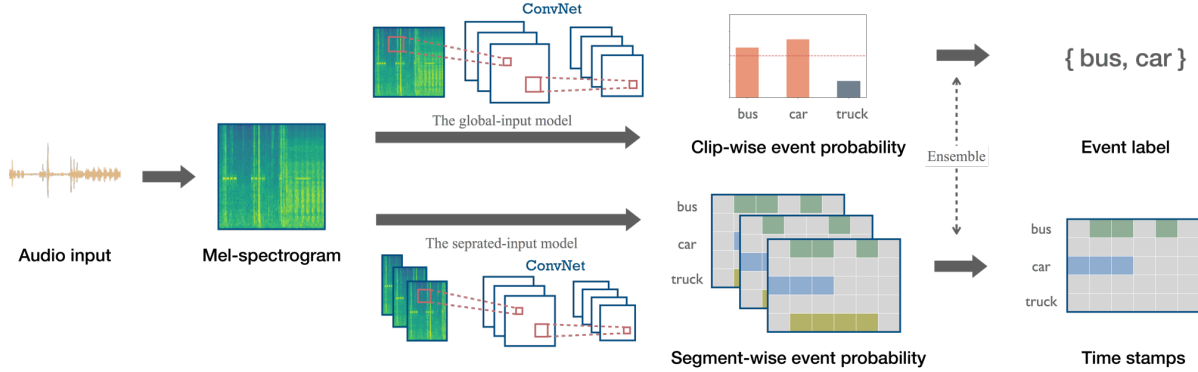 ConvNet
The global-input model
bus
car
truck
Clip-wise event probability
{ bus, car }
Event label
Ensemble
Audio input
Mel-spectrogram
The seprated-input model
ConvNet
bus
car
truck
Segment-wise event probability
bus
car
truck
Time stamps